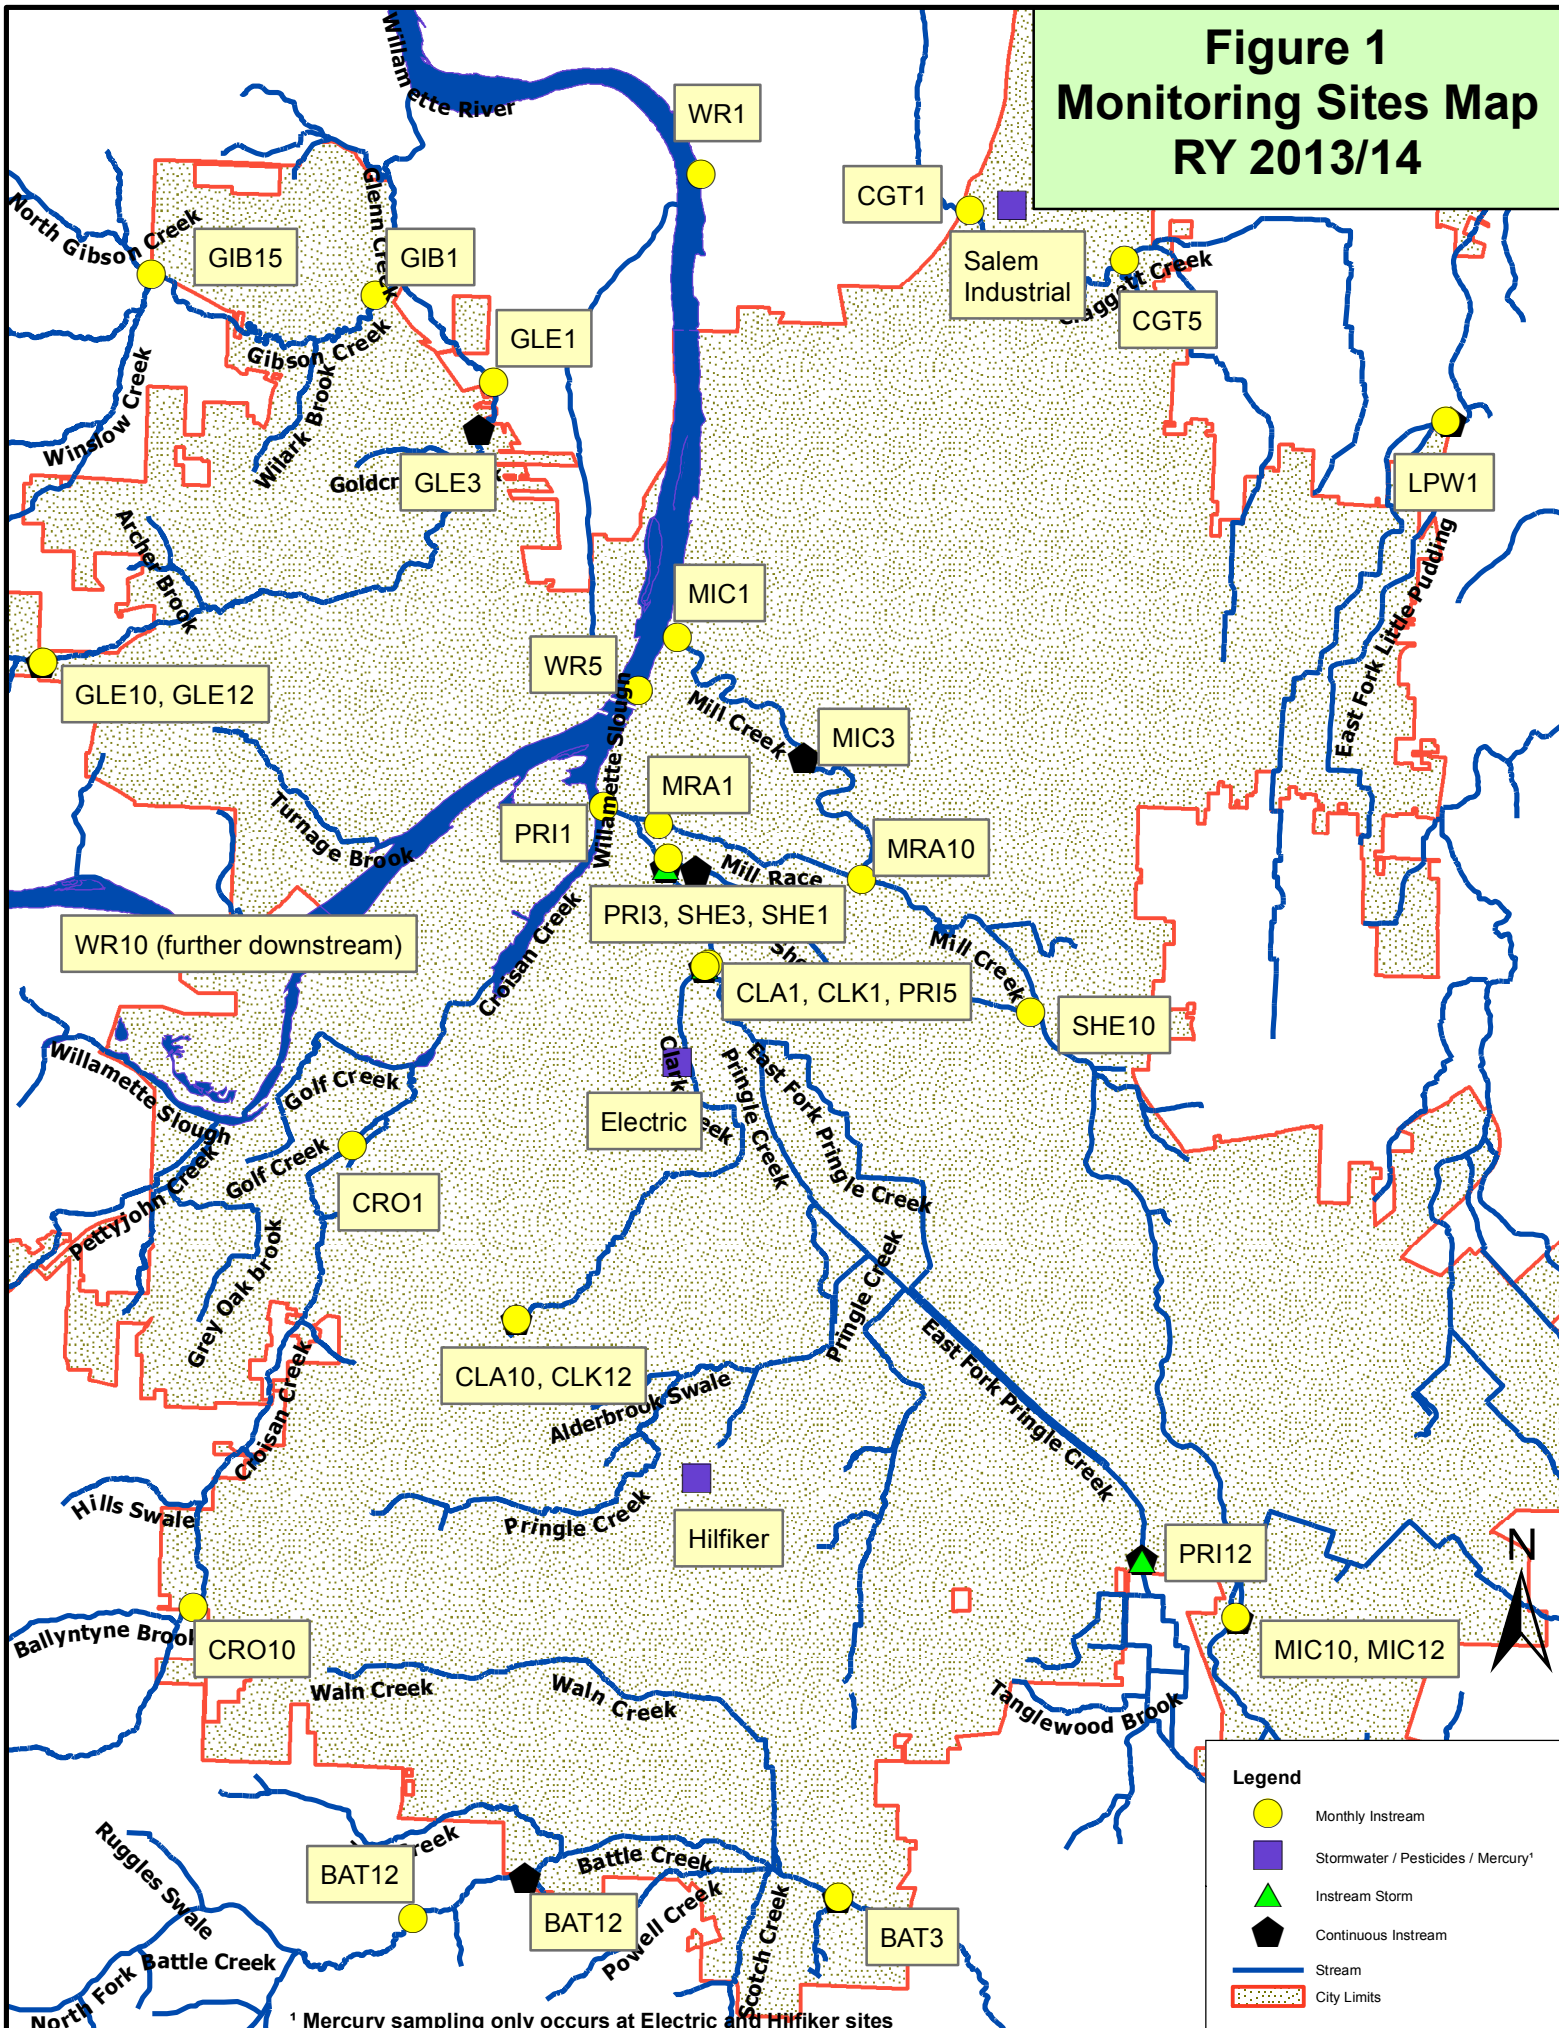 Figure 1
Monitoring Sites Map
RY 2013/14
Willamette River
WR1
CGT1
Salem
Industrial
Claggett Creek
CGT5
North Gibson Creek
GIB15
Glenn Creek
GIB1
GLE1
Gibson Creek
Winslow Creek
Wilark Brook
GLE3
LPW1
Archer Brook
East Fork Little Pudding
MIC1
WR5
GLE10, GLE12
Willamette Slough
Mill Creek
MIC3
MRA1
PRI1
Turnage Brook
MRA10
Mill Race
PRI3, SHE3, SHE1
WR10 (further downstream)
Croisan Creek
Mill Creek
CLA1, CLK1, PRI5
SHE10
Willamette Slough
Golf Creek
Clark Creek
Pringle Creek
East Fork Pringle Creek
Electric
Pettyjohn Creek
Golf Creek
CRO1
Grey Oak brook
Pringle Creek
East Fork Pringle Creek
CLA10, CLK12
Alderbrook Swale
Croisan Creek
Hills Swale
Pringle Creek
Hilfiker
PRI12
N
Ballyntyne Brook
CRO10
MIC10, MIC12
Waln Creek
Waln Creek
Tanglewood Brook
Ruggles Swale
Creek
BAT12
Battle Creek
BAT12
Powell Creek
Scotch Creek
BAT3
Battle Creek
North Fork
Legend
Monthly Instream
Stormwater / Pesticides / Mercury¹
Instream Storm
Continuous Instream
Stream
City Limits
¹ Mercury sampling only occurs at Electric and Hilfiker sites